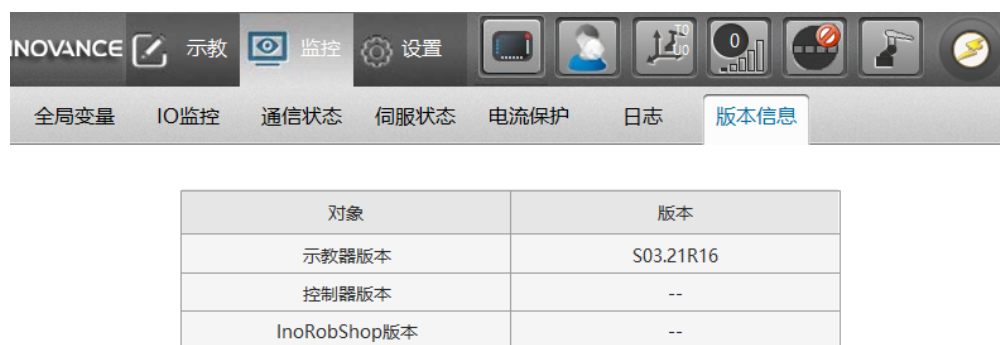 INOVANCE 示教 监控 设置 T0 U0 0
全局变量 IO监控 通信状态 伺服状态 电流保护 日志 版本信息
对象 版本
示教器版本 S03.21R16
控制器版本 --
InoRobShop版本 --